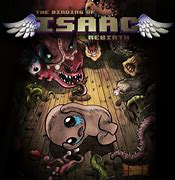 THE BINDING OF
ISAAC
REBIRTH